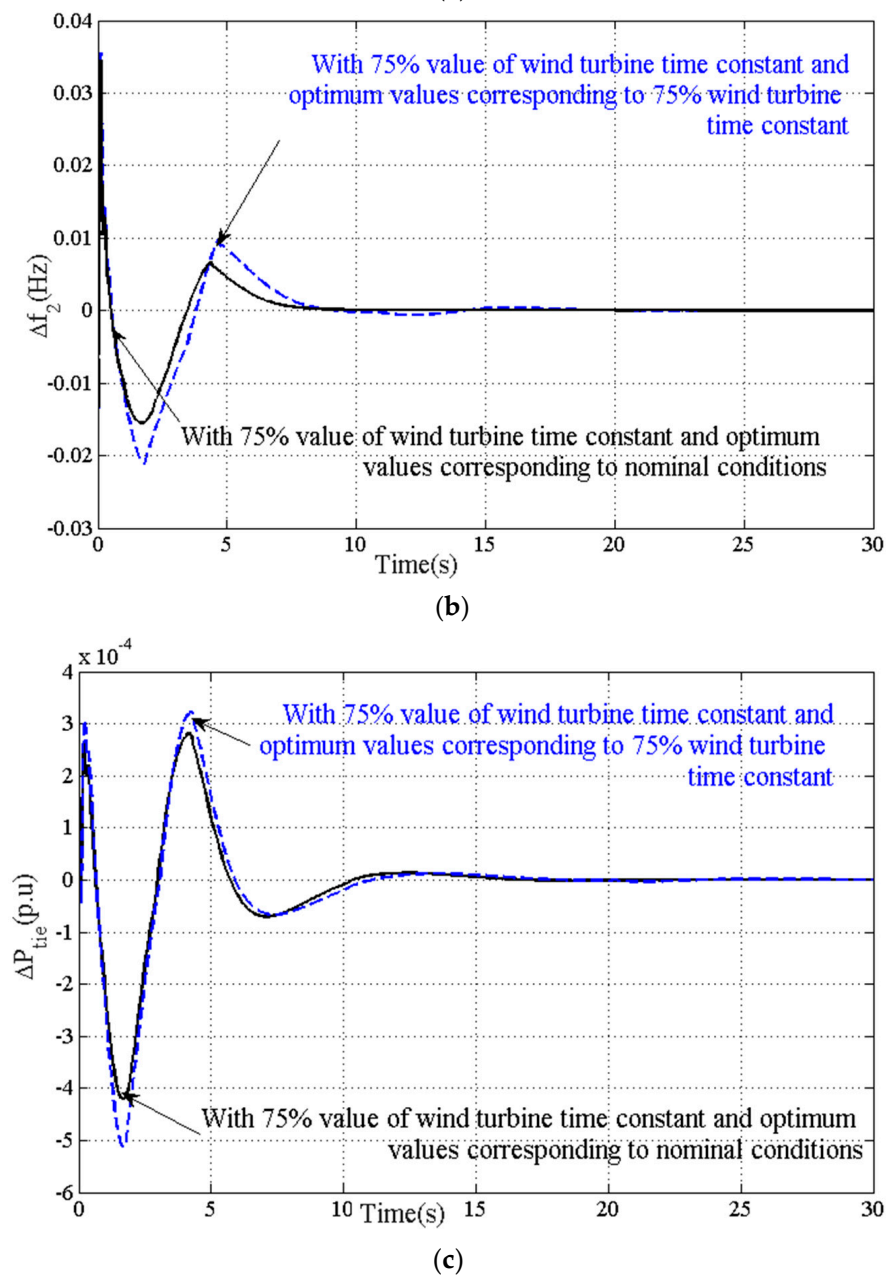 0.04
With 75% value of wind turbine time constant and
optimum values corresponding to 75% wind turbine
time constant
0.03
0.02
0.01
0
-0.01
-0.02
-0.03
Δf2(Hz)
With 75% value of wind turbine time constant and optimum
values corresponding to nominal conditions
0 5 10 15 20 25 30
Time(s)
(b)
x 10-4
4
With 75% value of wind turbine time constant and
optimum values corresponding to 75% wind turbine
time constant
3
2
1
0
-1
-2
-3
-4
-5
-6
ΔPtie(p.u)
With 75% value of wind turbine time constant and optimum
values corresponding to nominal conditions
0 5 10 15 20 25 30
Time(s)
(c)